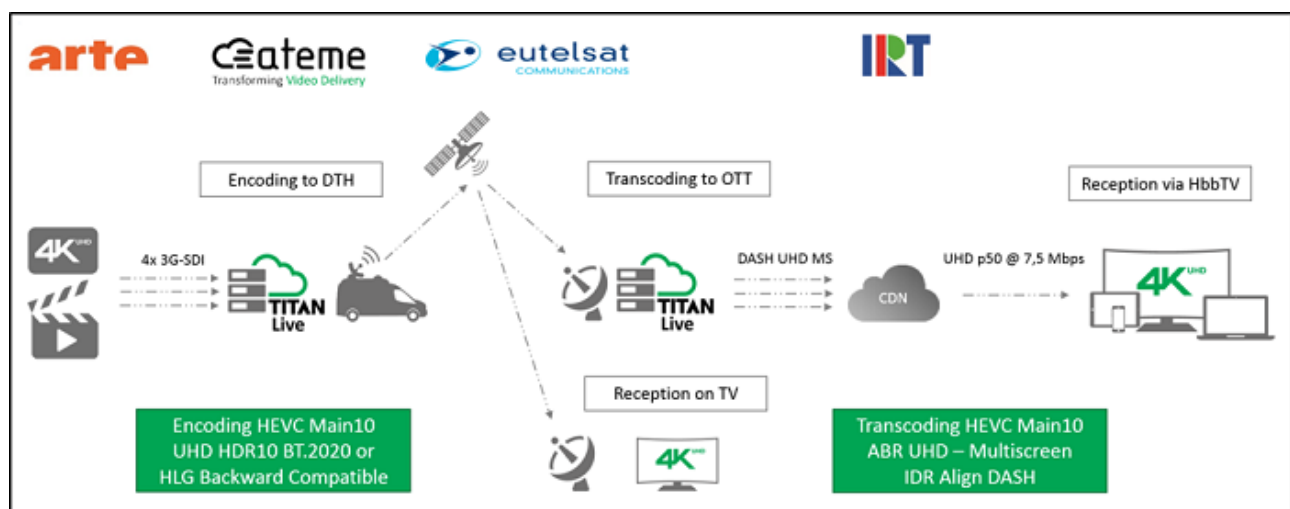 arte
ateme
Transforming Video Delivery
eutelsat
COMMUNICATIONS
IRT
Encoding to DTH
Transcoding to OTT
Reception via HbbTV
4K UHD
4x 3G-SDI
TITAN
Live
TITAN
Live
DASH UHD MS
CDN
UHD p50 @ 7,5 Mbps
4K UHD
Reception on TV
4K UHD
Encoding HEVC Main10
UHD HDR10 BT.2020 or
HLG Backward Compatible
Transcoding HEVC Main10
ABR UHD – Multiscreen
IDR Align DASH